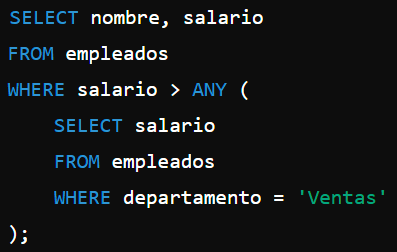 SELECT nombre, salario
FROM empleados
WHERE salario > ANY (
    SELECT salario
    FROM empleados
    WHERE departamento = 'Ventas'
);